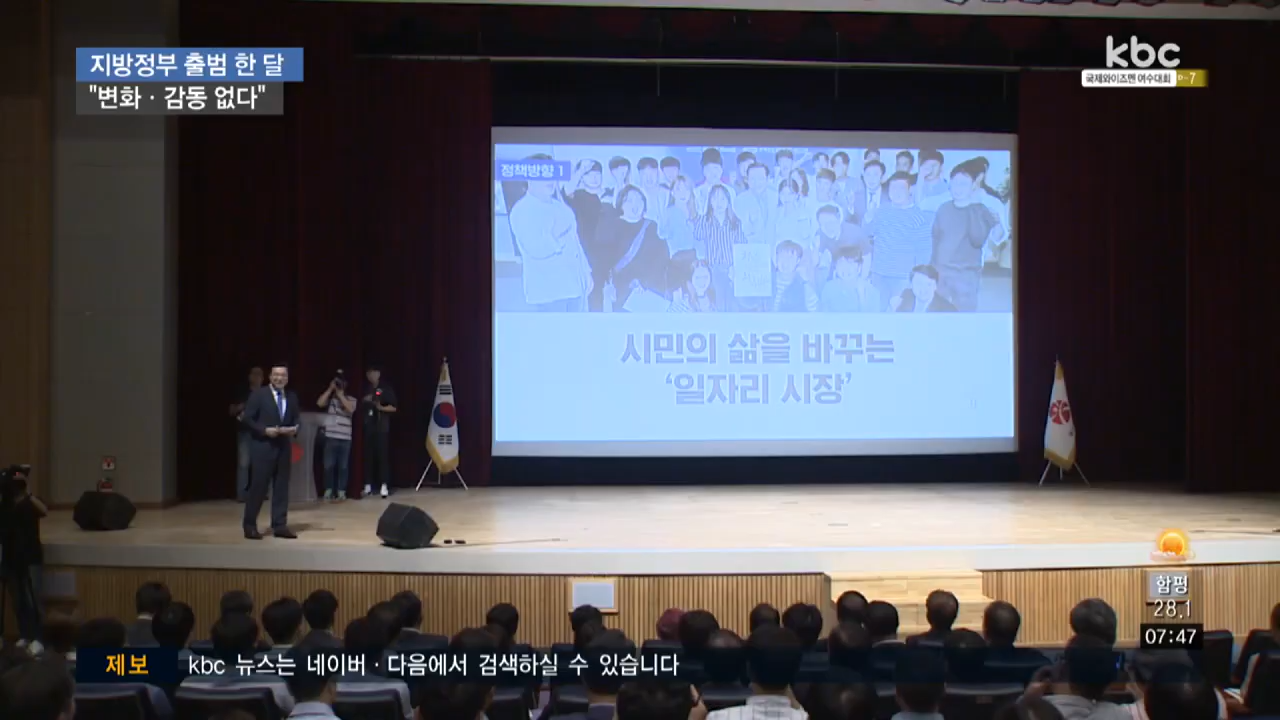 지방정부 출범 한 달
"변화·감동 없다"
kbc
국제와이즈멘 여수대회 D-7
정책방향 1
시민의 삶을 바꾸는
'일자리 시장'
함평
28.1
07:47
제보 kbc 뉴스는 네이버·다음에서 검색하실 수 있습니다